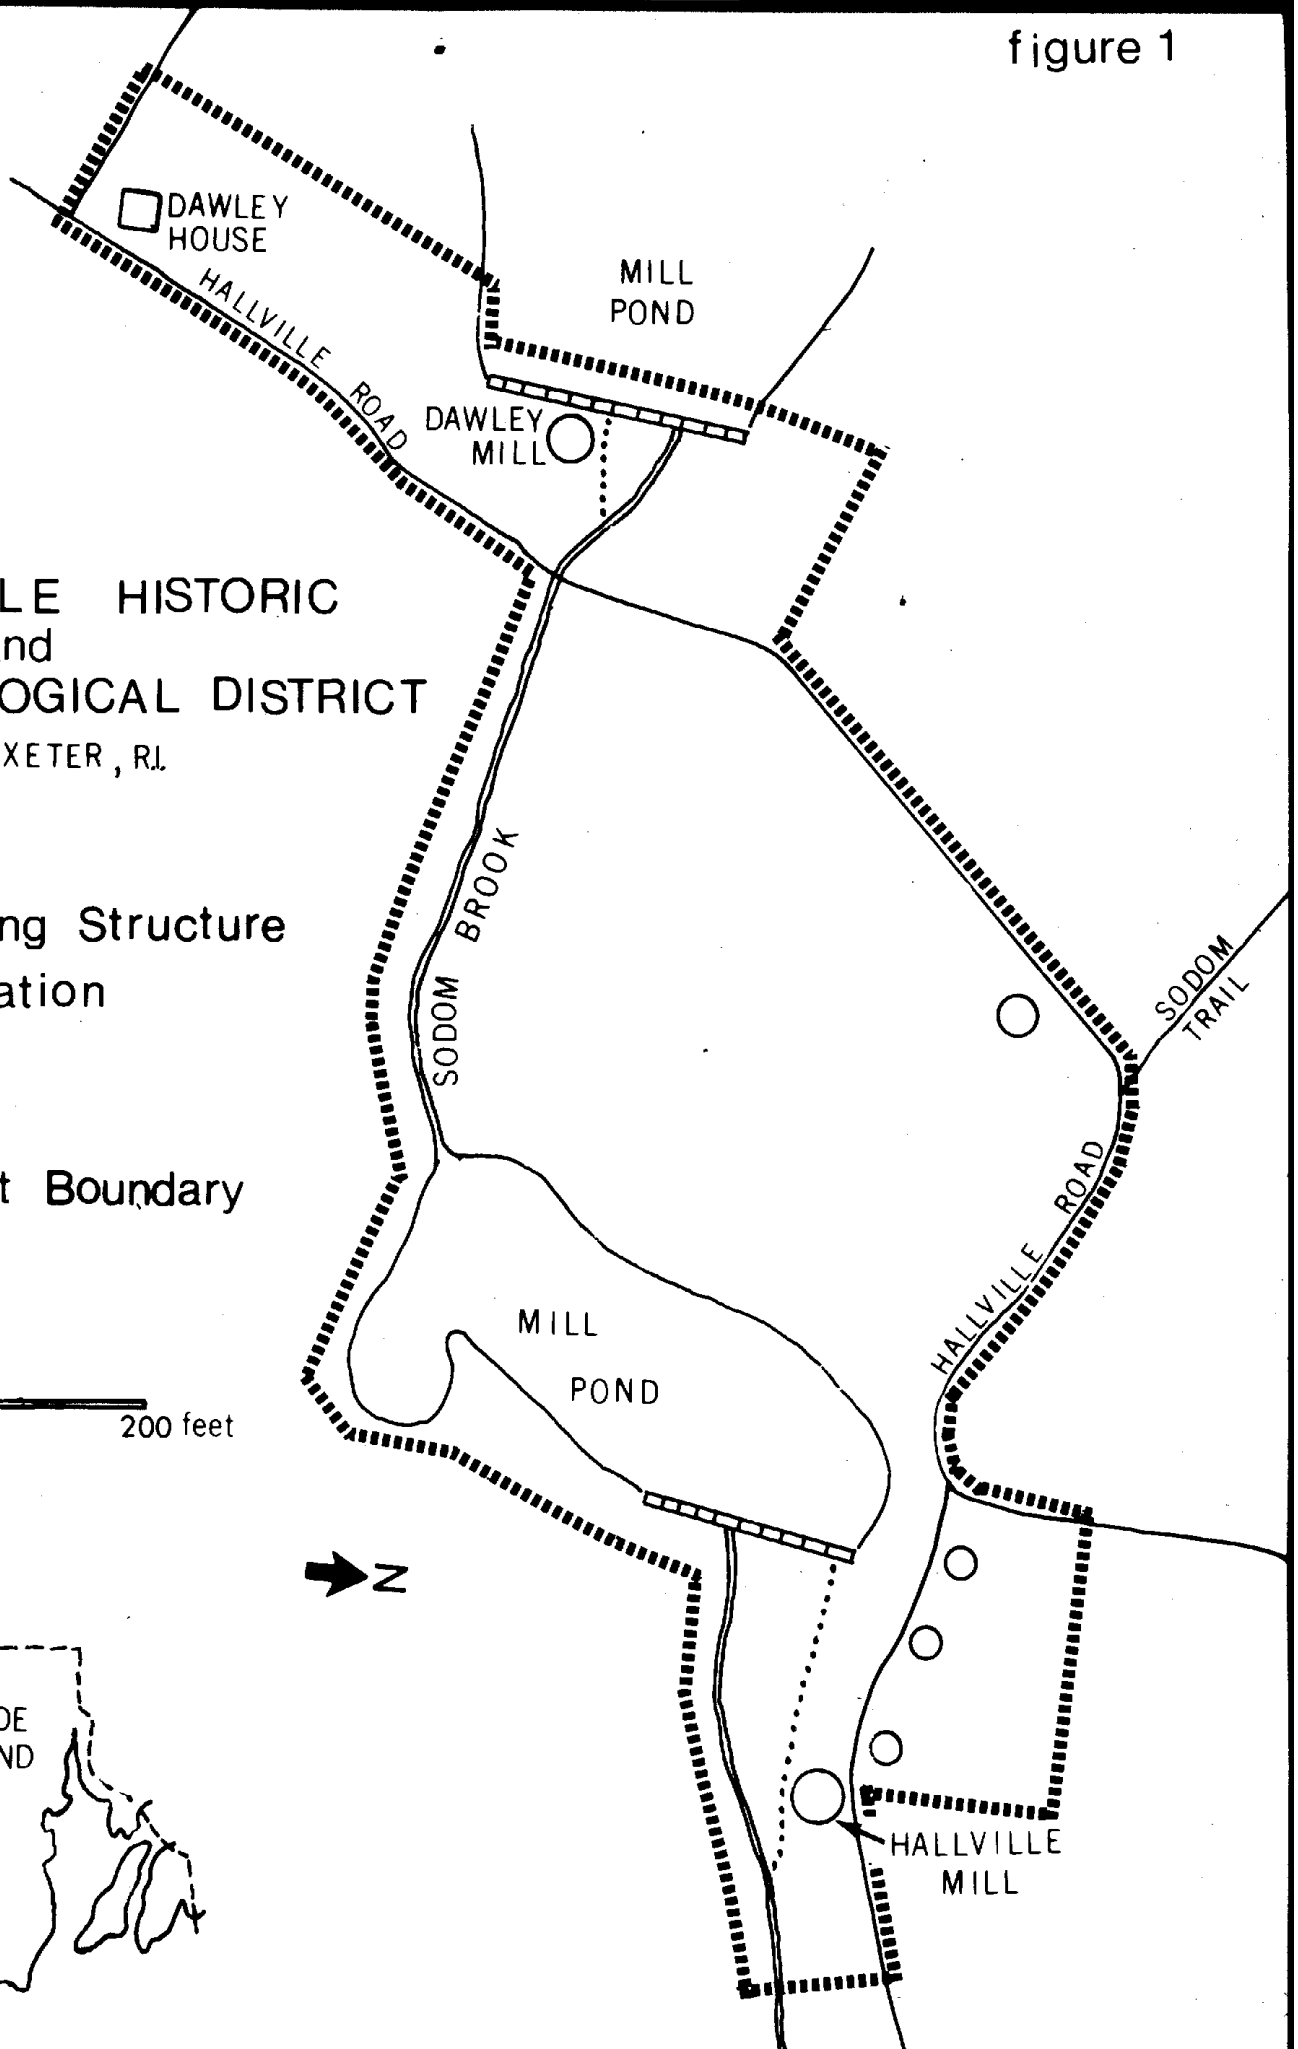 figure 1
DAWLEY
HOUSE
HALLVILLE ROAD
MILL
POND
DAWLEY
MILL
LE HISTORIC
nd
OGICAL DISTRICT
XETER, R.I.
SODOM BROOK
ng Structure
ation
SODOM
TRAIL
t Boundary
HALLVILLE ROAD
MILL
POND
200 feet
N
DE
ND
HALLVILLE
MILL